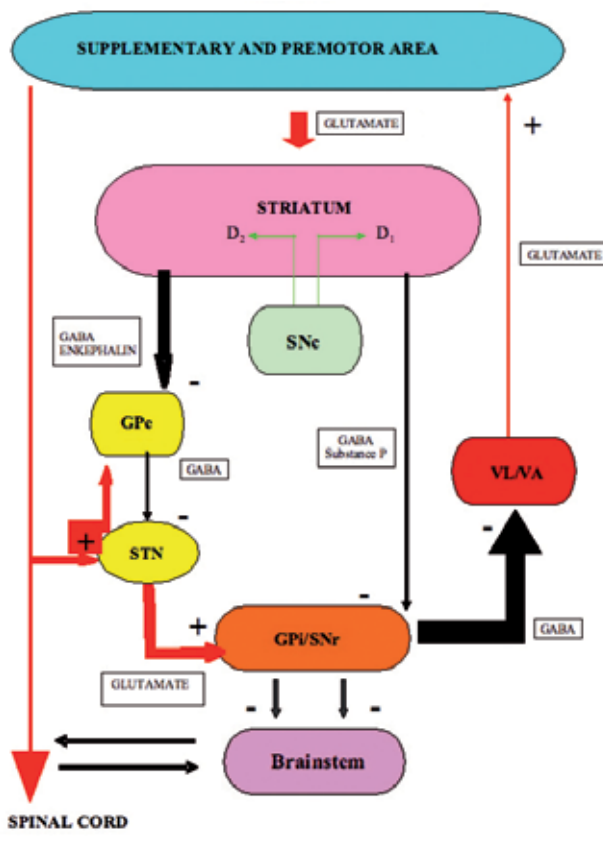 SUPPLEMENTARY AND PREMOTOR AREA
GLUTAMATE
+
STRIATUM
D2
D1
GLUTAMATE
SNc
GABA
ENKEPHALIN
-
GPe
GABA
GABA
Substance P
VL/VA
-
-
+
STN
-
+
GPi/SNr
GABA
GLUTAMATE
-
-
Brainstem
SPINAL CORD